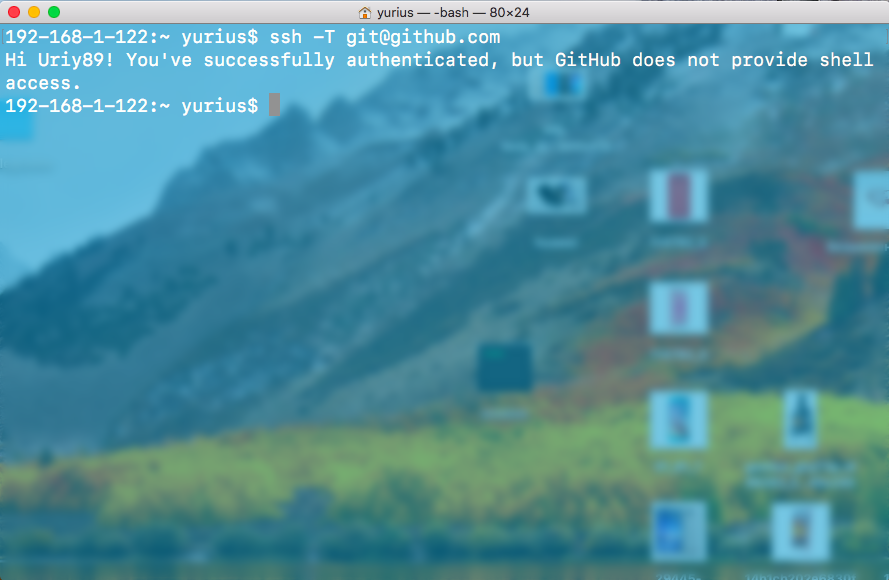 yurius — -bash — 80×24
192-168-1-122:~ yurius$ ssh -T git@github.com
Hi Uriy89! You've successfully authenticated, but GitHub does not provide shell
access.
192-168-1-122:~ yurius$